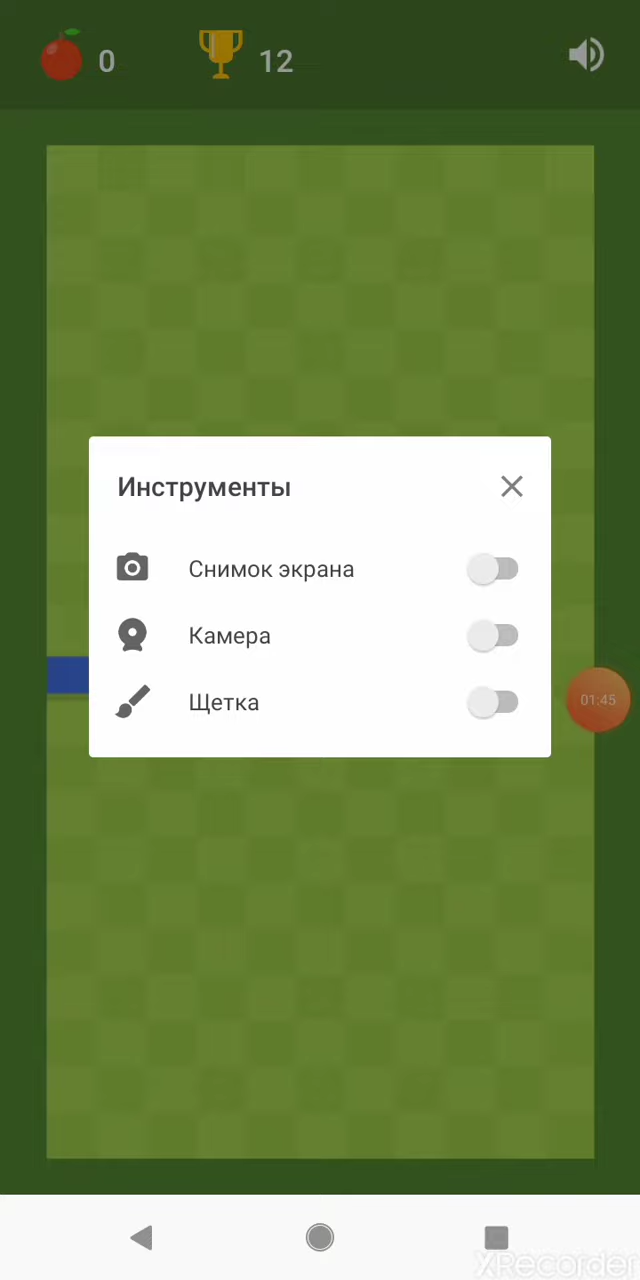 0
12
Инструменты
Снимок экрана
Камера
Щетка
01:45
XRecorder